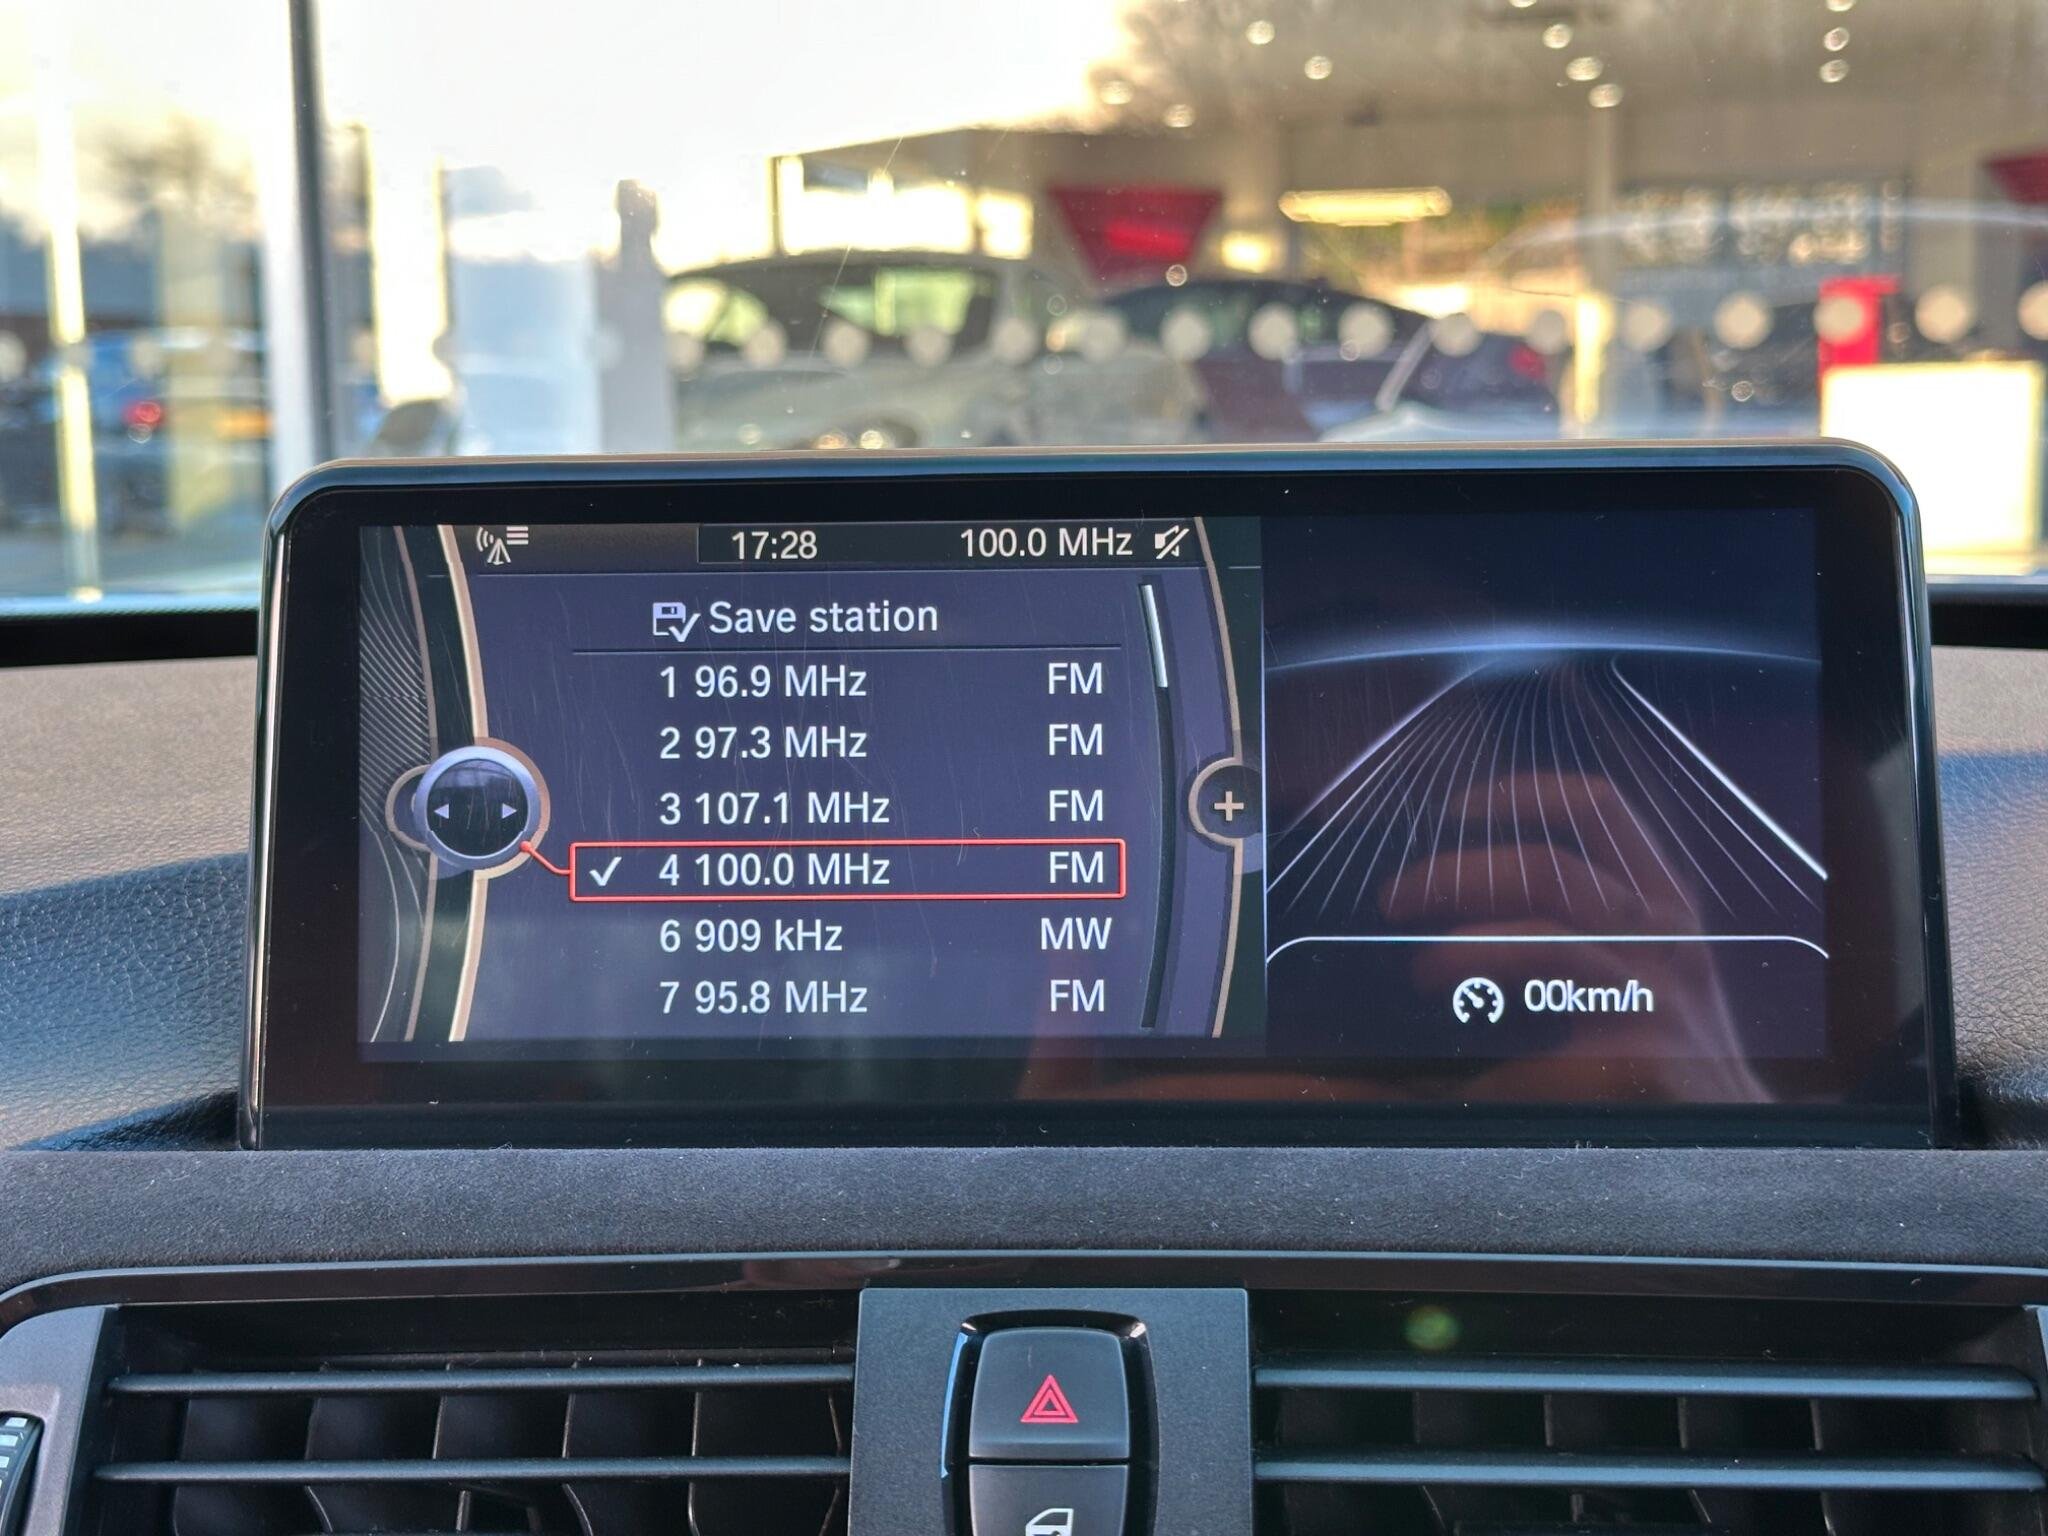 17:28 100.0 MHz
Save station
1 96.9 MHz FM
2 97.3 MHz FM
3 107.1 MHz FM
4 100.0 MHz FM
6 909 kHz MW
7 95.8 MHz FM
00km/h